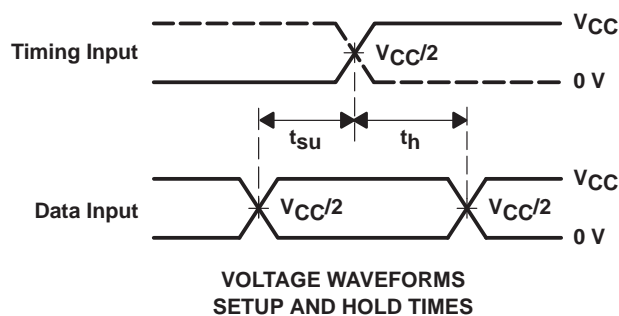 VCC
Timing Input
VCC/2
0 V
tsu
th
VCC
Data Input
VCC/2
VCC/2
0 V
VOLTAGE WAVEFORMS
SETUP AND HOLD TIMES